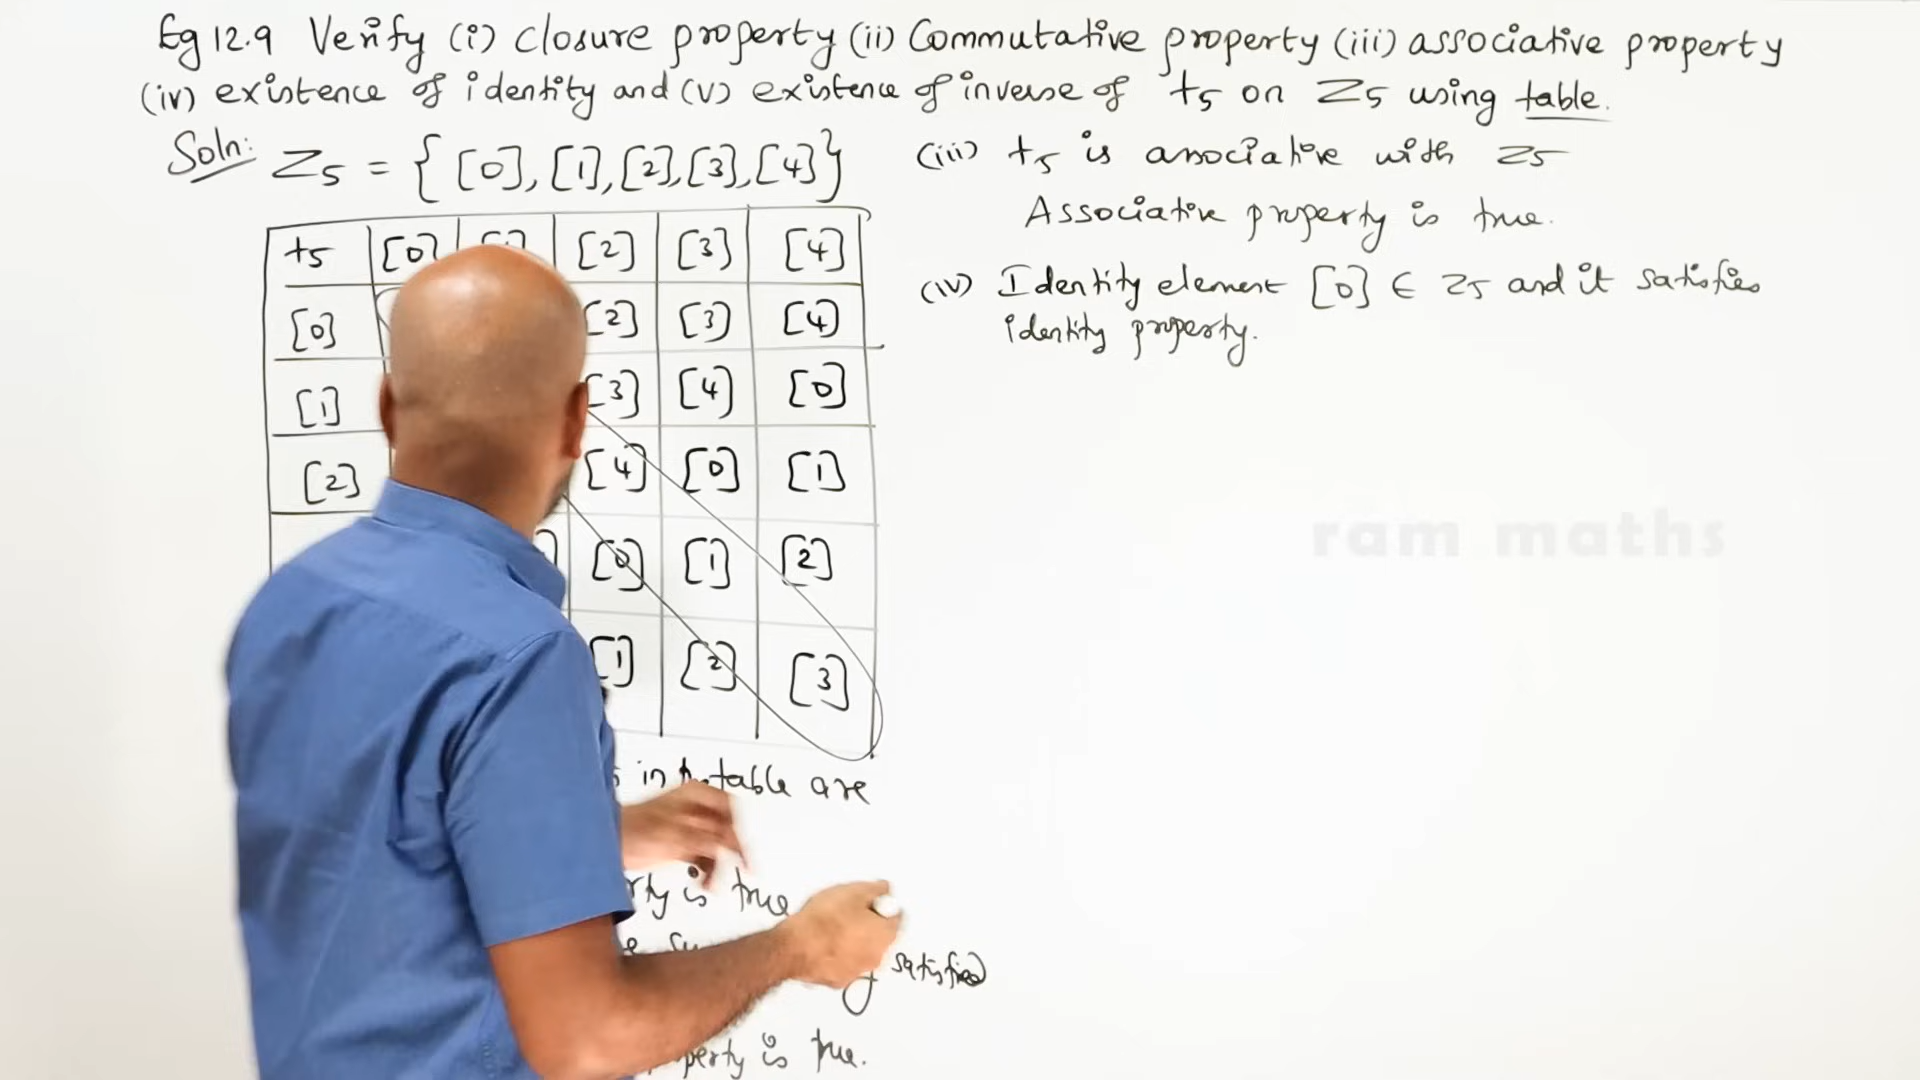 Eg 12.9 Verify (i) closure property (ii) Commutative property (iii) associative property
(iv) existence of identity and (v) existence of inverse of +5 on Z5 using table.
Soln: Z5 = { [0], [1], [2], [3], [4] }
+5 [0] [2] [3] [4]
[0] [2] [3] [4]
[1] [3] [4] [0]
[2] [4] [0] [1]
[0] [1] [2]
[1] [2] [3]
in table are
is true
satisfied
is true.
(iii) +5 is associative with Z5
Associative property is true.
(iv) Identity element [0] ∈ Z5 and it satisfies
identity property.
ram maths